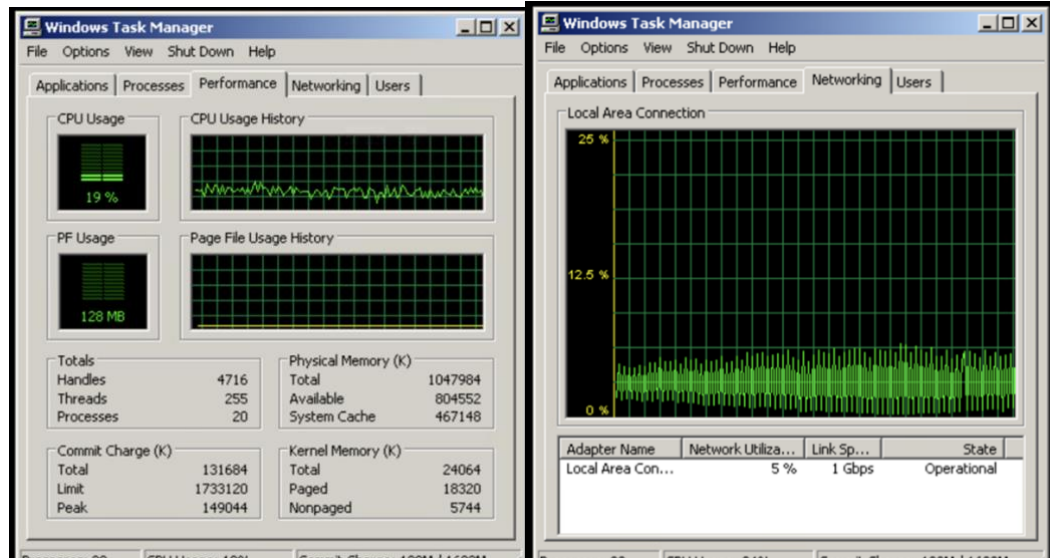 Windows Task Manager
File Options View Shut Down Help
Applications Processes Performance Networking Users
CPU Usage
CPU Usage History
19 %
PF Usage
Page File Usage History
128 MB
Totals
Handles 4716
Threads 255
Processes 20
Physical Memory (K)
Total 1047984
Available 804552
System Cache 467148
Commit Charge (K)
Total 131684
Limit 1733120
Peak 149044
Kernel Memory (K)
Total 24064
Paged 18320
Nonpaged 5744
Windows Task Manager
File Options View Shut Down Help
Applications Processes Performance Networking Users
Local Area Connection
25 %
12.5 %
0 %
Adapter Name Network Utiliza... Link Sp... State
Local Area Con... 5 % 1 Gbps Operational